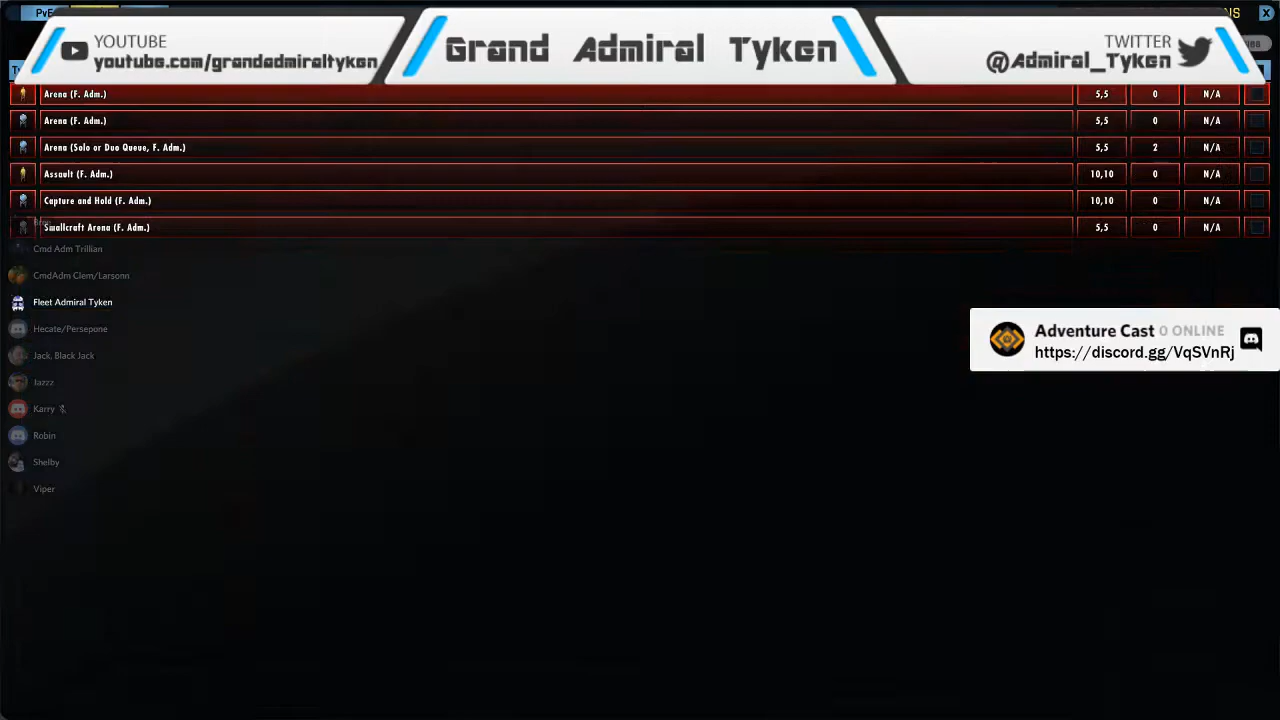 PvE
YOUTUBE
youtube.com/grandadmiraltyken
Grand Admiral Tyken
TWITTER
@Admiral_Tyken
Arena (F. Adm.) 5,5 0 N/A
Arena (F. Adm.) 5,5 0 N/A
Arena (Solo or Duo Queue, F. Adm.) 5,5 2 N/A
Assault (F. Adm.) 10,10 0 N/A
Capture and Hold (F. Adm.) 10,10 0 N/A
Smallcraft Arena (F. Adm.) 5,5 0 N/A
Cmd Adm Trillian
CmdAdm Clem/Larsonn
Fleet Admiral Tyken
Hecate/Persepone
Jack, Black Jack
Jazzz
Karry
Robin
Shelby
Viper
Adventure Cast 0 ONLINE
https://discord.gg/VqSVnRj